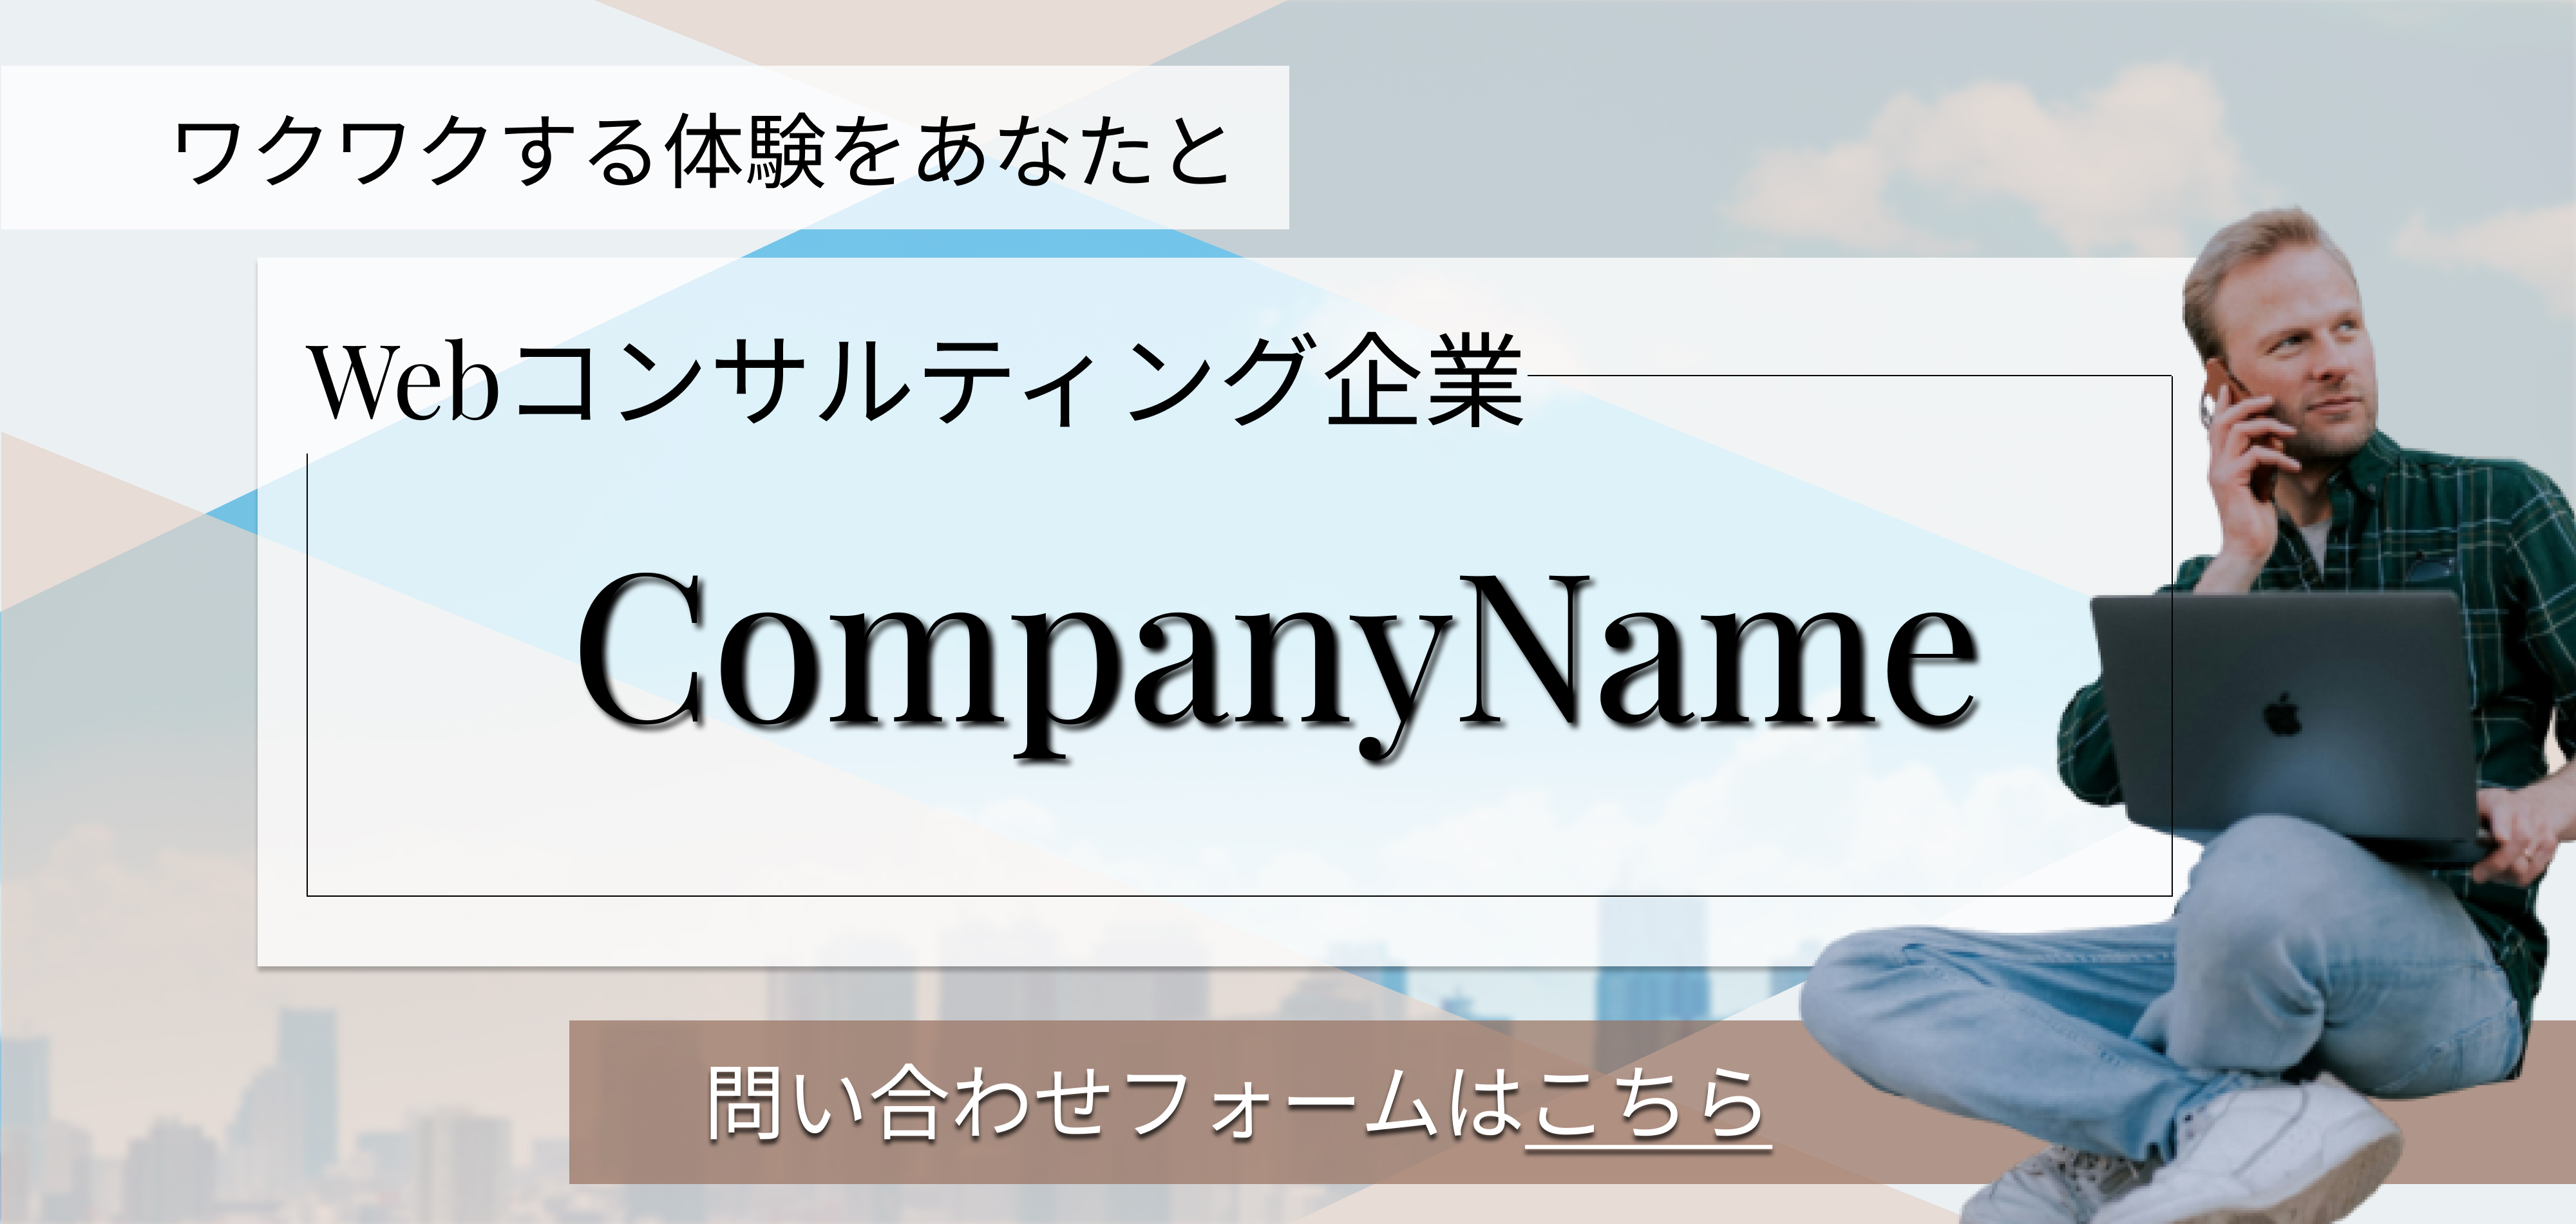 ワクワクする体験をあなたと
Webコンサルティング企業
CompanyName
問い合わせフォームはこちら